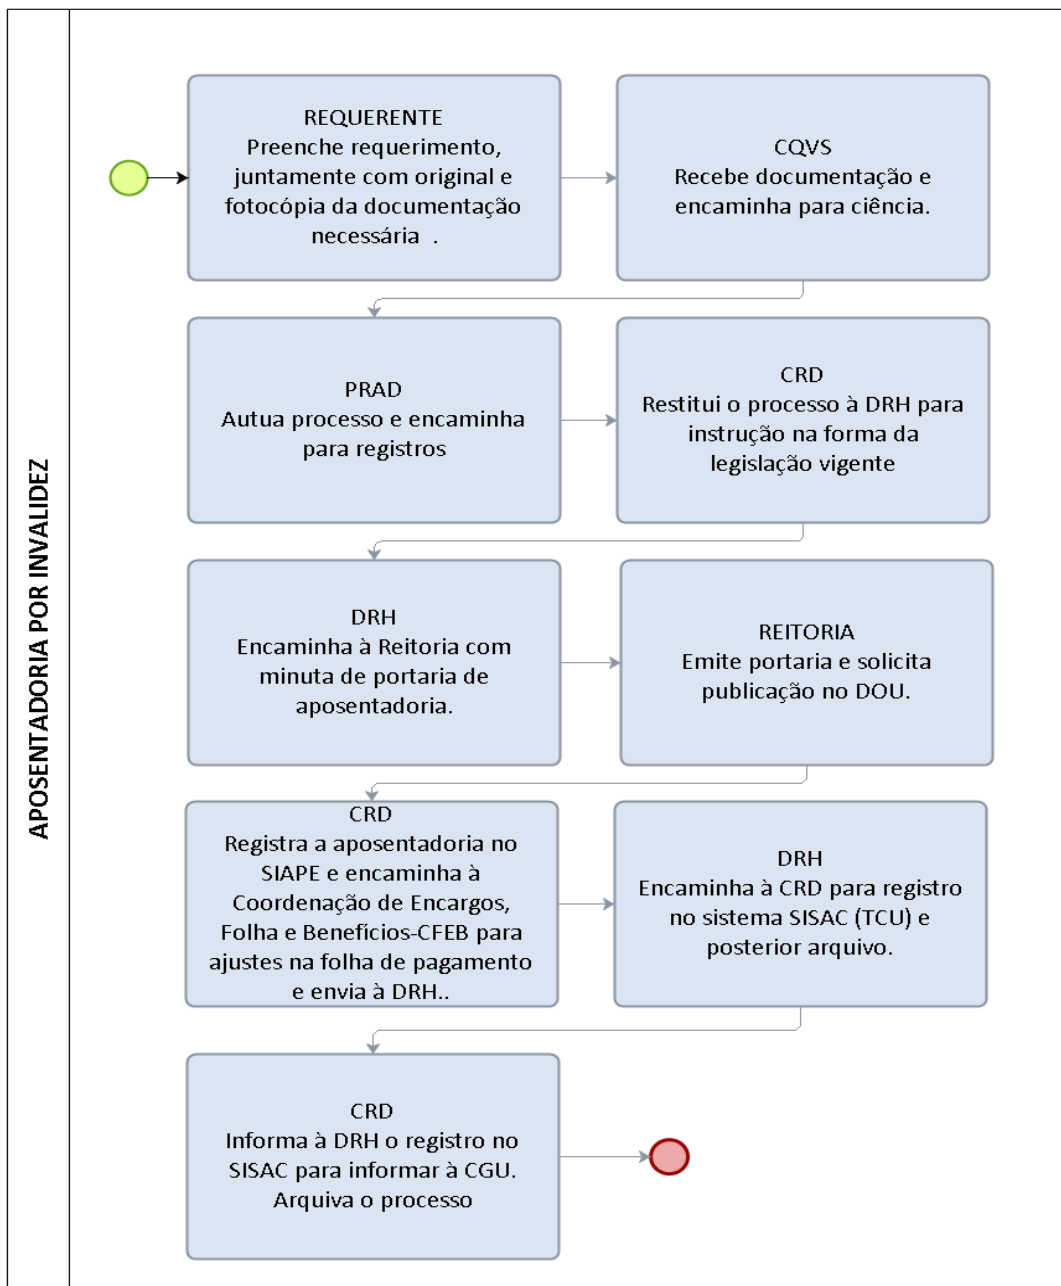 APOSENTADORIA POR INVALIDEZ
REQUERENTE
Preenche requerimento,
juntamente com original e
fotocópia da documentação
necessária .
CQVS
Recebe documentação e
encaminha para ciência.
PRAD
Autua processo e encaminha
para registros
CRD
Restitui o processo à DRH para
instrução na forma da
legislação vigente
DRH
Encaminha à Reitoria com
minuta de portaria de
aposentadoria.
REITORIA
Emite portaria e solicita
publicação no DOU.
CRD
Registra a aposentadoria no
SIAPE e encaminha à
Coordenação de Encargos,
Folha e Benefícios-CFEB para
ajustes na folha de pagamento
e envia à DRH..
DRH
Encaminha à CRD para registro
no sistema SISAC (TCU) e
posterior arquivo.
CRD
Informa à DRH o registro no
SISAC para informar à CGU.
Arquiva o processo